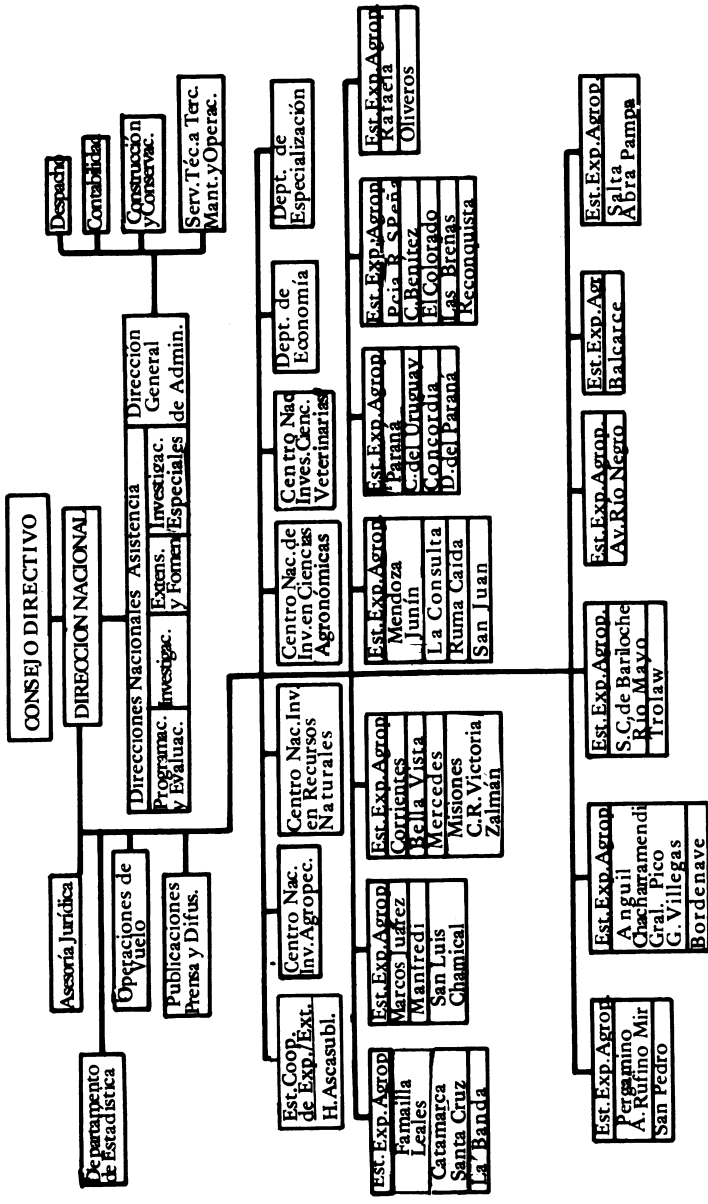 CONSEJO DIRECTIVO
DIRECCION NACIONAL
Direcciones Nacionales Asistencia
Programac.
y Evaluac.
Investigac.
Extens.
y Foment
Investigac.
Especiales
Dirección
General
de Admin.
Despacho
Contabilidad
Construcción
y Conservac.
Serv.Téc.a Terc.
Mant.y Operac.
Asesoría Jurídica
Departamento
de Estadística
Operaciones de
Vuelo
Publicaciones
Prensa y Difus.
Est.Coop.
de Exp./Ext.
H.Ascasubl.
Centro Nac.
Inv.Agropec.
Centro Nac.Inv.
en Recursos
Naturales
Centro Nac.de
Inv.en Ciencias
Agronómicas
Centro Nac
Inves.Cienc.
Veterinarias
Dept. de
Economía
Dept. de
Especialización
Est. Exp.Agrop
Famailla
Leales
Catamarca
Santa Cruz
La Banda
Est.Exp.Agrop
Marcos Juárez
Manfredi
San Luis
Chamical
Est.Exp.Agrop
Corrientes
Bella Vista
Mercedes
Misiones
C.R.Victoria
Zalmán
Est.Exp.Agrop.
Mendoza
Junín
La Consulta
Ruma Caída
San Juan
Est.Exp.Agrop
Paraná
C.del Uruguay
Concordia
D.del Paraná
Est.Exp.Agrop
Pcia R. S.Peña
C.Benítez
El Colorado
Las Breñas
Reconquista
Est.Exp.Agrop.
Rafaela
Oliveros
Est.Exp.Agrop
Pergamino
A.Rufino Mir
San Pedro
Est.Exp.Agrop
Anguil
Chacharramendi
Gral. Pico
G. Villegas
Bordenave
Est.Exp.Agrop.
S.C,de Bariloche
Río Mayo
Trolaw
Est.Exp.Agrop.
Av.Río Negro
Est.Exp.Agr
Balcarce
Est.Exp.Agrop.
Salta
Abra Pampa